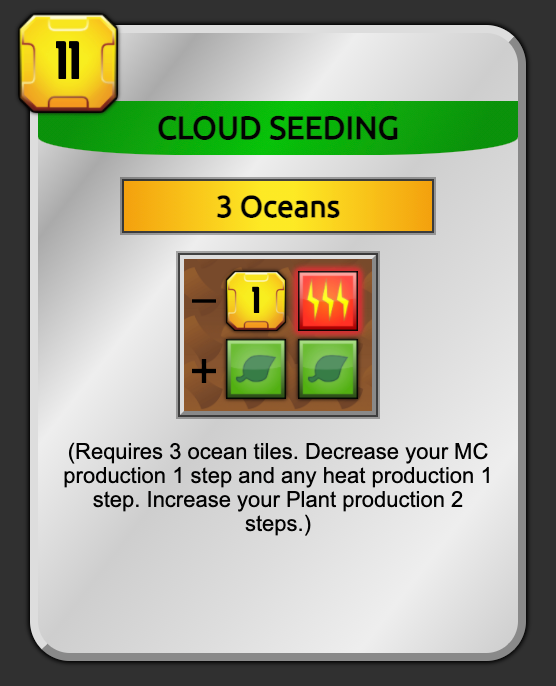 11
CLOUD SEEDING
3 Oceans
− 1
+
(Requires 3 ocean tiles. Decrease your MC
production 1 step and any heat production 1
step. Increase your Plant production 2
steps.)